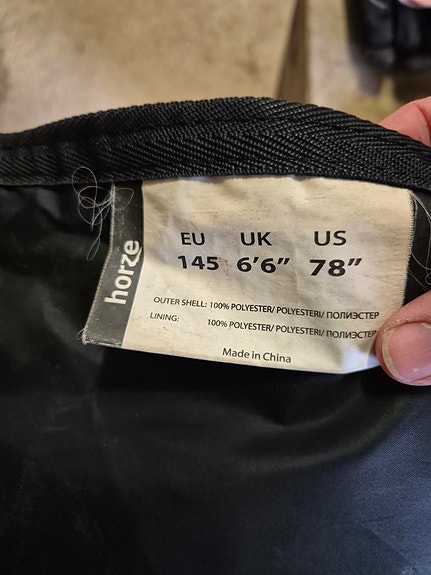 horze
EU UK US
145 6'6" 78"
OUTER SHELL: 100% POLYESTER/ POLYESTERI/ ПОЛИЭСТЕР
LINING: 100% POLYESTER/ POLYESTERI/ ПОЛИЭСТЕР
Made in China